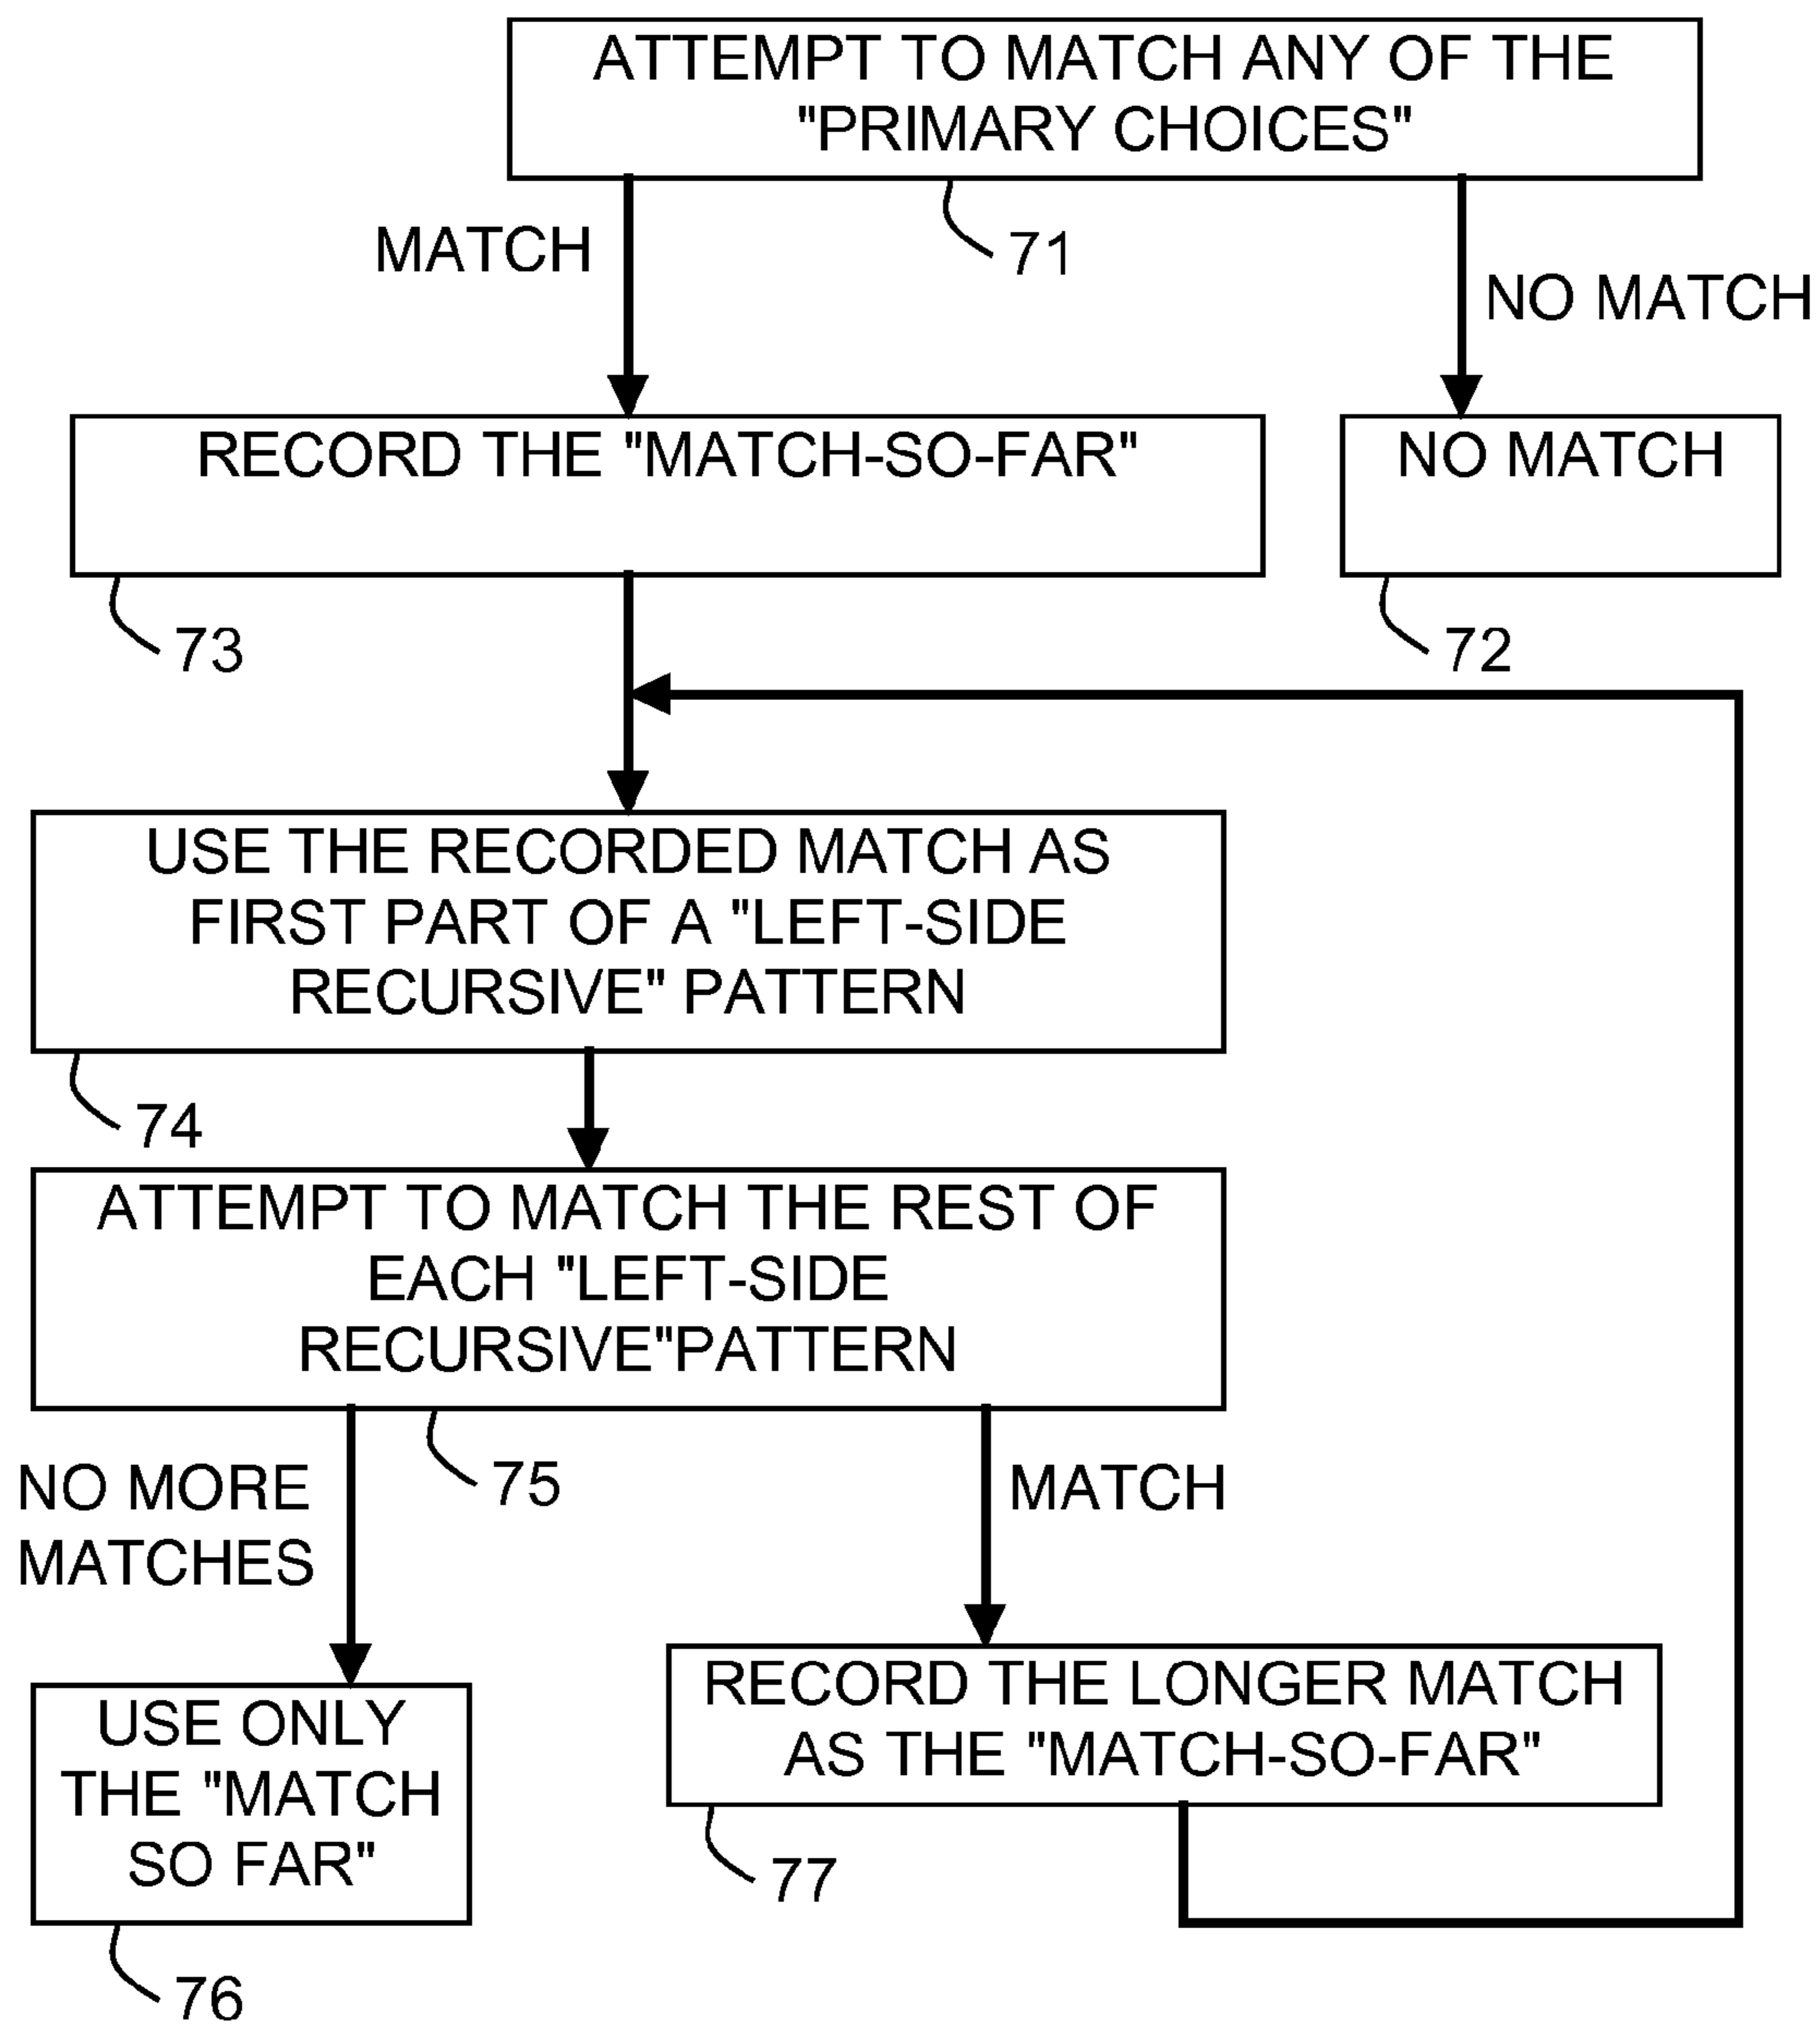 ATTEMPT TO MATCH ANY OF THE
"PRIMARY CHOICES"
MATCH
71
NO MATCH
RECORD THE "MATCH-SO-FAR"
NO MATCH
73
72
USE THE RECORDED MATCH AS
FIRST PART OF A "LEFT-SIDE
RECURSIVE" PATTERN
74
ATTEMPT TO MATCH THE REST OF
EACH "LEFT-SIDE
RECURSIVE"PATTERN
75
NO MORE
MATCHES
MATCH
USE ONLY
THE "MATCH
SO FAR"
RECORD THE LONGER MATCH
AS THE "MATCH-SO-FAR"
77
76